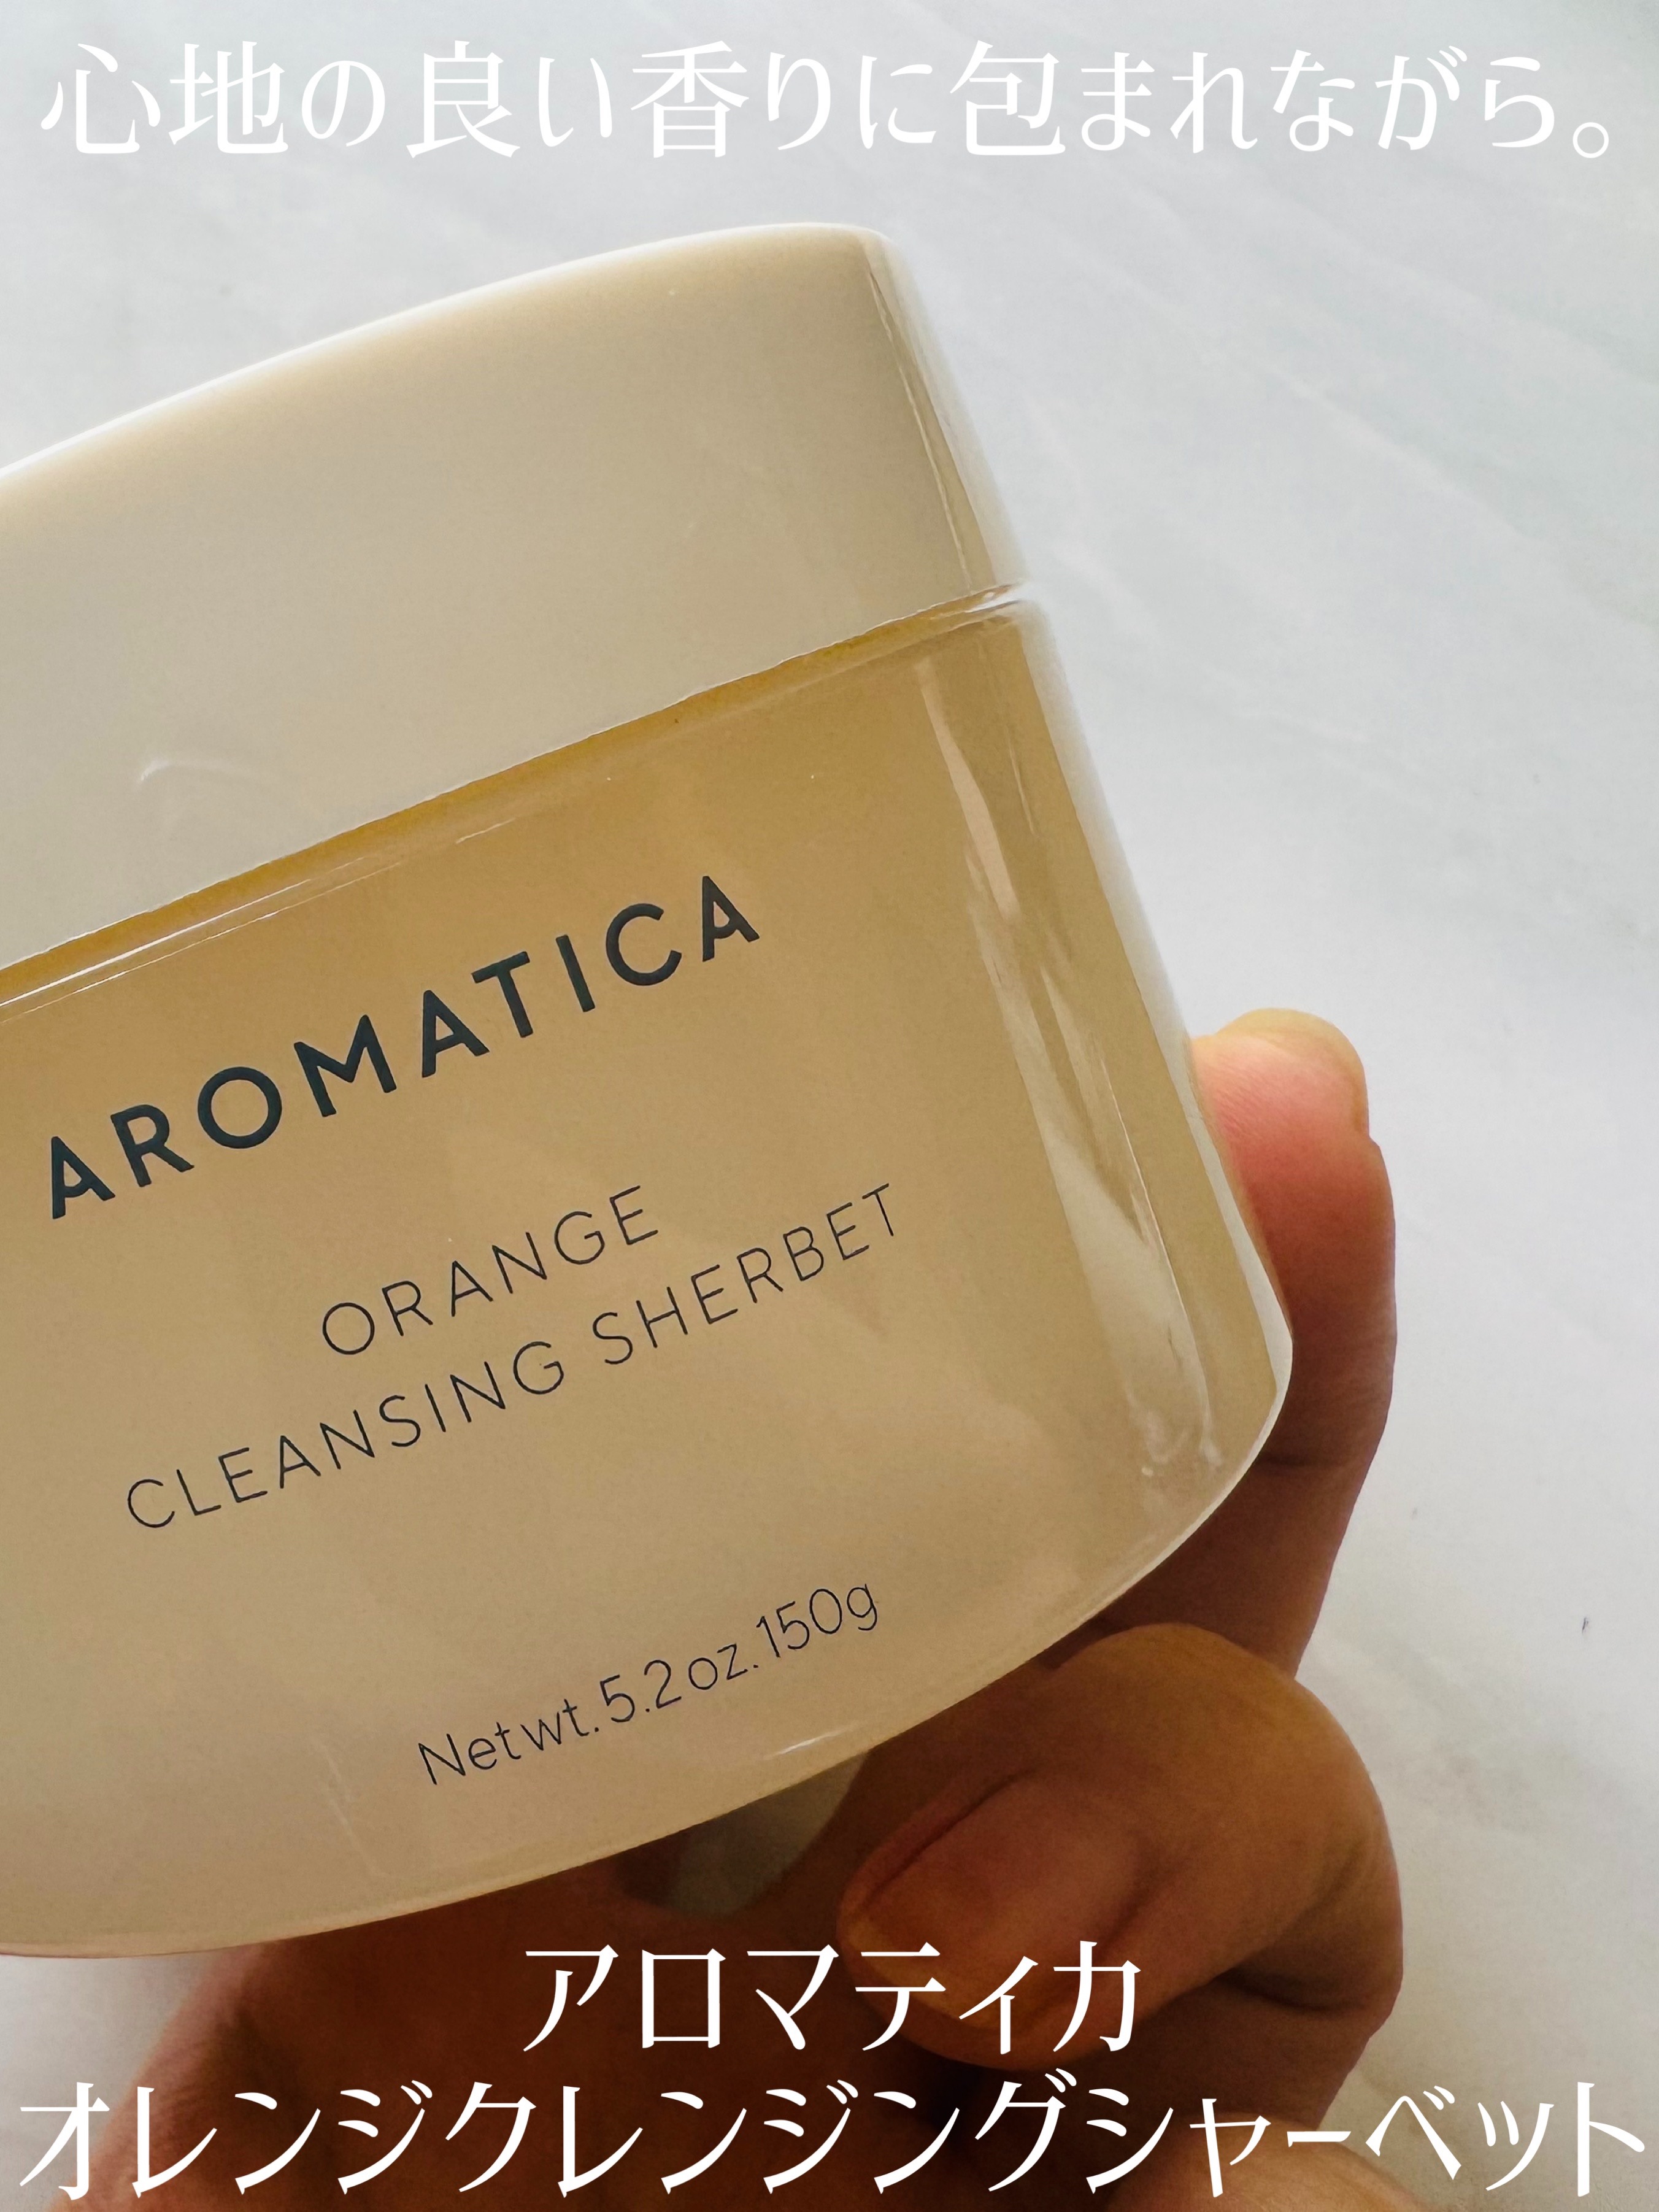 心地の良い香りに包まれながら。
AROMATICA
ORANGE
CLEANSING SHERBET
Net wt. 5.2 oz. 150g
アロマティカ
オレンジクレンジングシャーベット